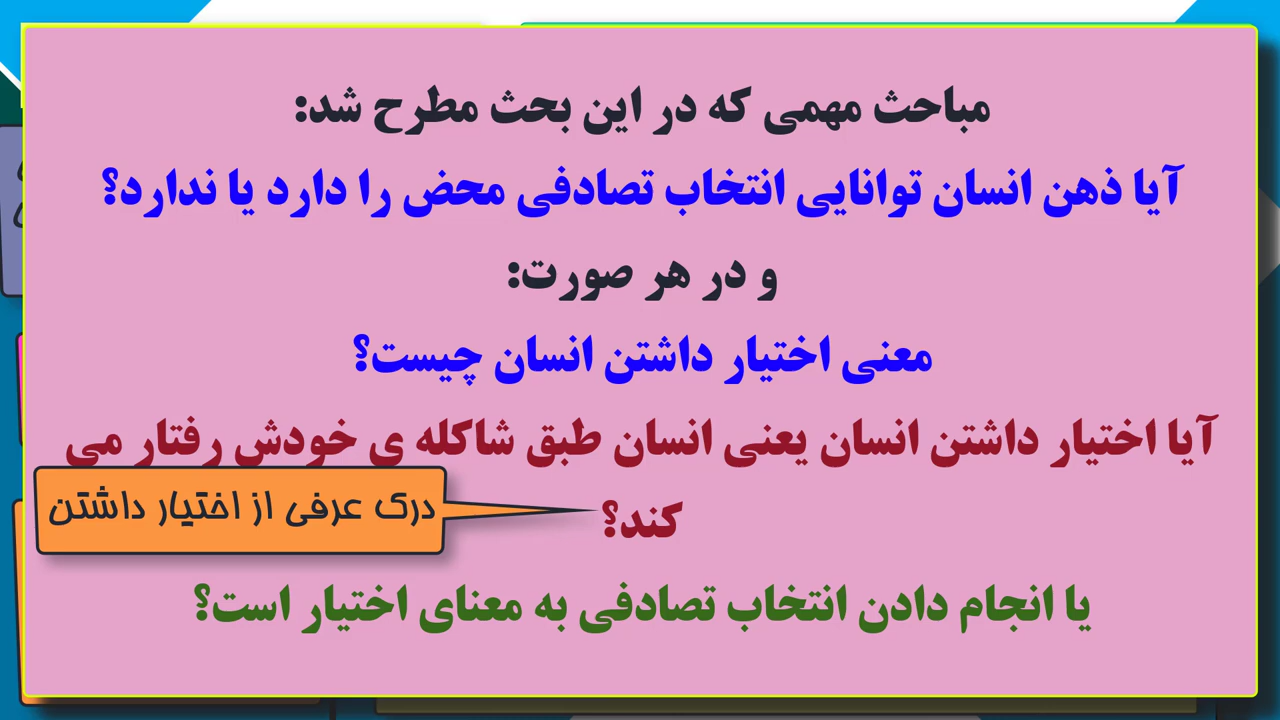 مباحث مهمی که در این بحث مطرح شد:
آیا ذهن انسان توانایی انتخاب تصادفی محض را دارد یا ندارد؟
و در هر صورت:
معنی اختیار داشتن انسان چیست؟
آیا اختیار داشتن انسان یعنی انسان طبق شاکله ی خودش رفتار می
کند؟
درک عرفی از اختیار داشتن
یا انجام دادن انتخاب تصادفی به معنای اختیار است؟